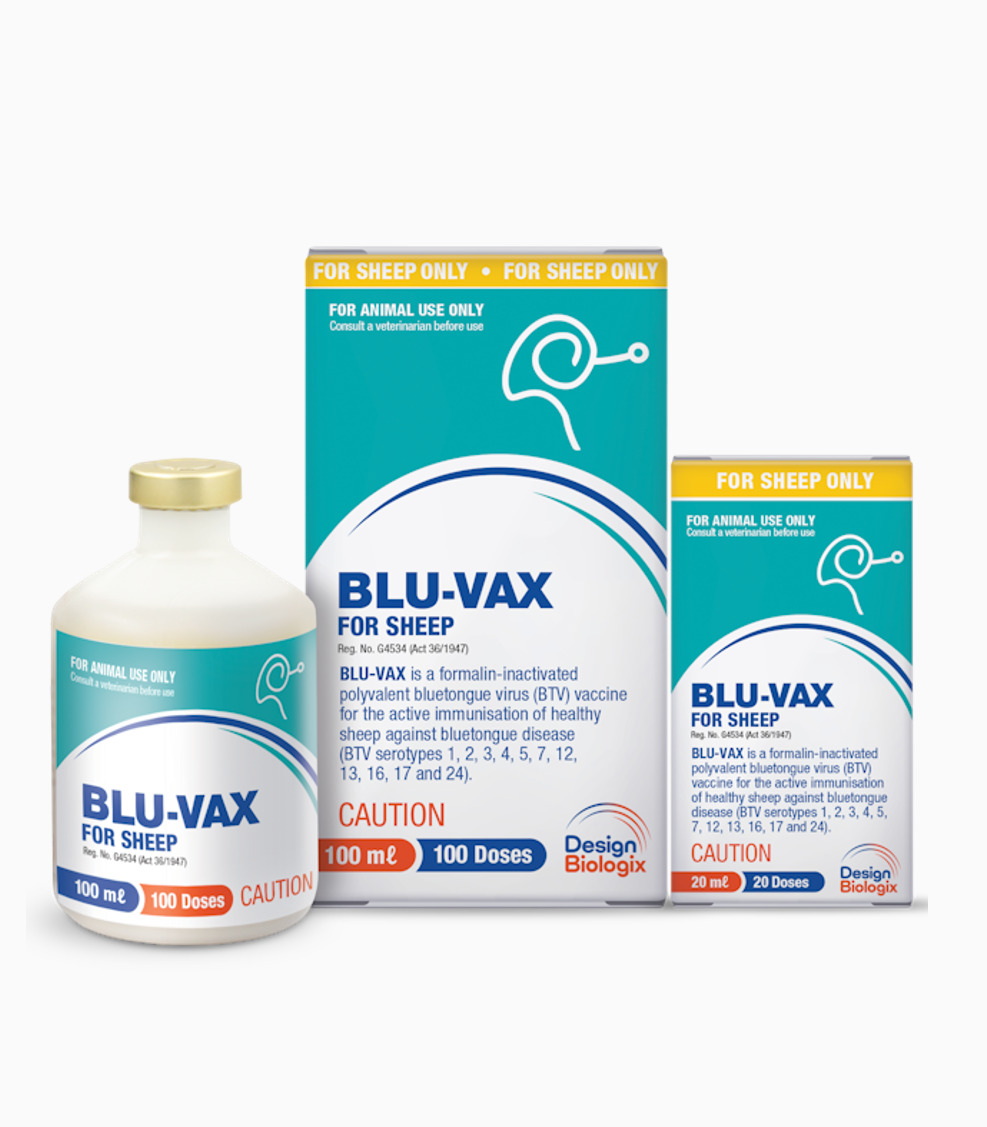 FOR ANIMAL USE ONLY
Consult a veterinarian before use
BLU-VAX
FOR SHEEP
Reg. No. G4534 (Act 36/1947)
100 mℓ
100 Doses
CAUTION
FOR SHEEP ONLY • FOR SHEEP ONLY
FOR ANIMAL USE ONLY
Consult a veterinarian before use
BLU-VAX
FOR SHEEP
Reg. No. G4534 (Act 36/1947)
BLU-VAX is a formalin-inactivated
polyvalent bluetongue virus (BTV) vaccine
for the active immunisation of healthy
sheep against bluetongue disease
(BTV serotypes 1, 2, 3, 4, 5, 7, 12,
13, 16, 17 and 24).
CAUTION
100 mℓ
100 Doses
Design
Biologix
FOR SHEEP ONLY
FOR ANIMAL USE ONLY
Consult a veterinarian before use
BLU-VAX
FOR SHEEP
Reg. No. G4534 (Act 36/1947)
BLU-VAX is a formalin-inactivated
polyvalent bluetongue virus (BTV)
vaccine for the active immunisation
of healthy sheep against bluetongue
disease (BTV serotypes 1, 2, 3, 4, 5,
7, 12, 13, 16, 17 and 24).
CAUTION
20 mℓ
20 Doses
Design
Biologix